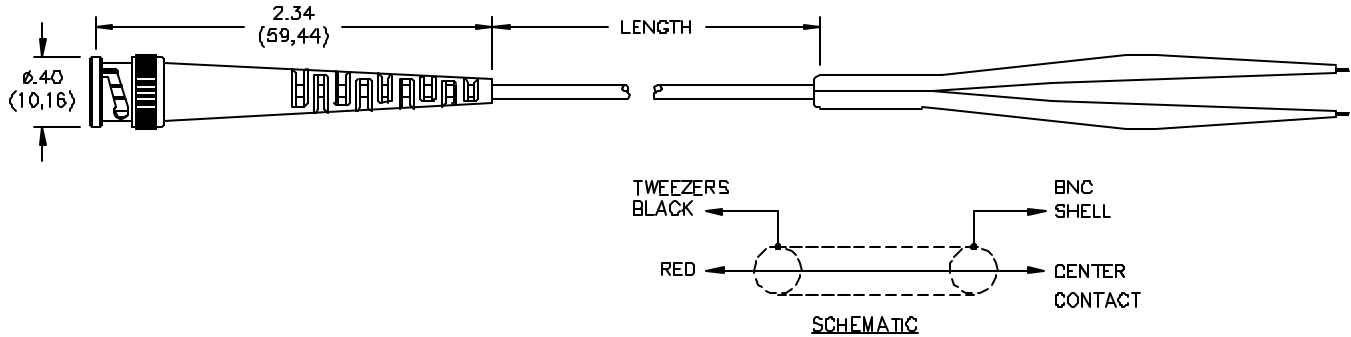 2.34
(59,44)
LENGTH
ø.40
(10,16)
TWEEZERS
BLACK
BNC
SHELL
RED
CENTER
CONTACT
SCHEMATIC